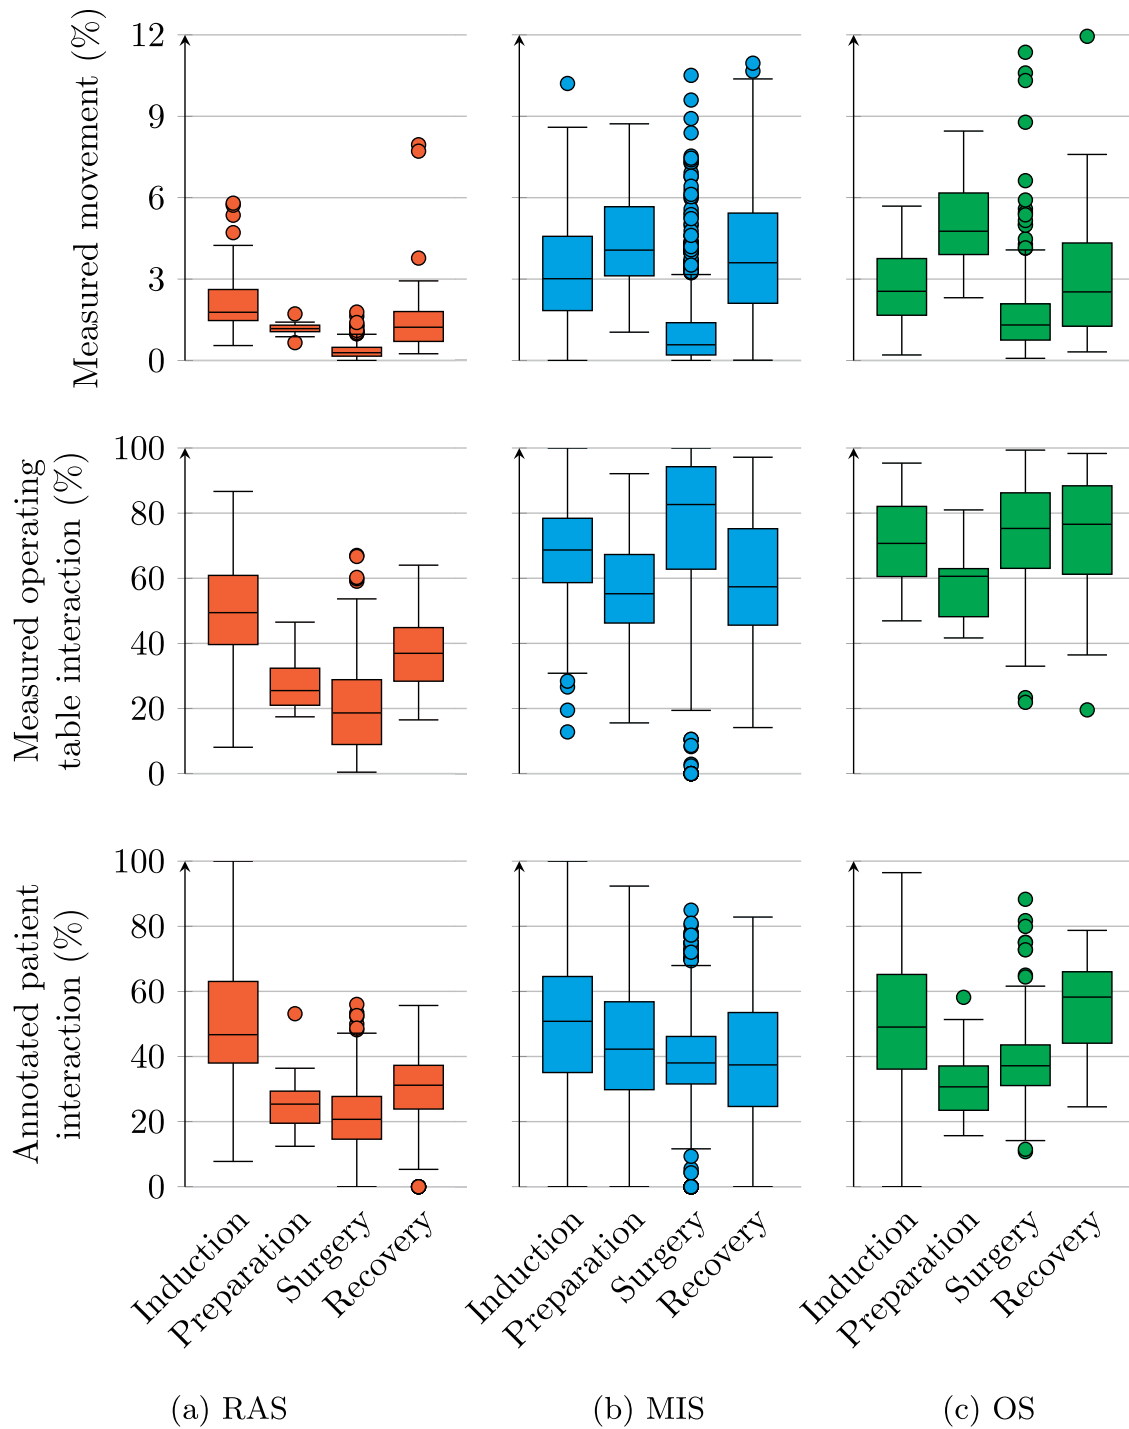 Measured movement (%)
12
9
6
3
0
Measured operating
table interaction (%)
100
80
60
40
20
0
Annotated patient
interaction (%)
100
80
60
40
20
0
Induction
Preparation
Surgery
Recovery
Induction
Preparation
Surgery
Recovery
Induction
Preparation
Surgery
Recovery
(a) RAS
(b) MIS
(c) OS